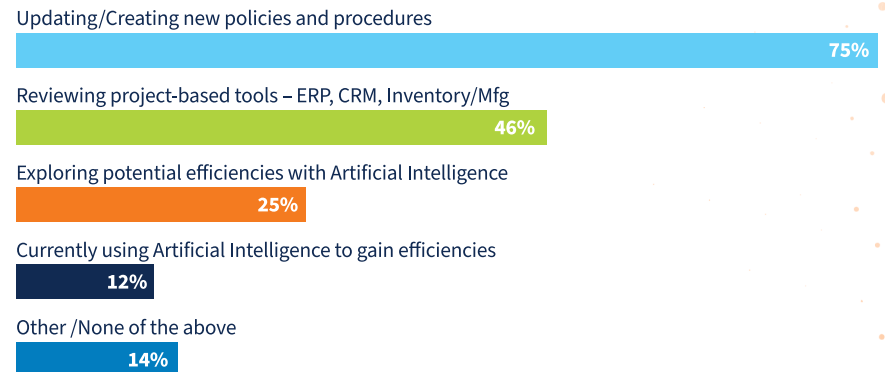 Updating/Creating new policies and procedures
75%
Reviewing project-based tools – ERP, CRM, Inventory/Mfg
46%
Exploring potential efficiencies with Artificial Intelligence
25%
Currently using Artificial Intelligence to gain efficiencies
12%
Other /None of the above
14%